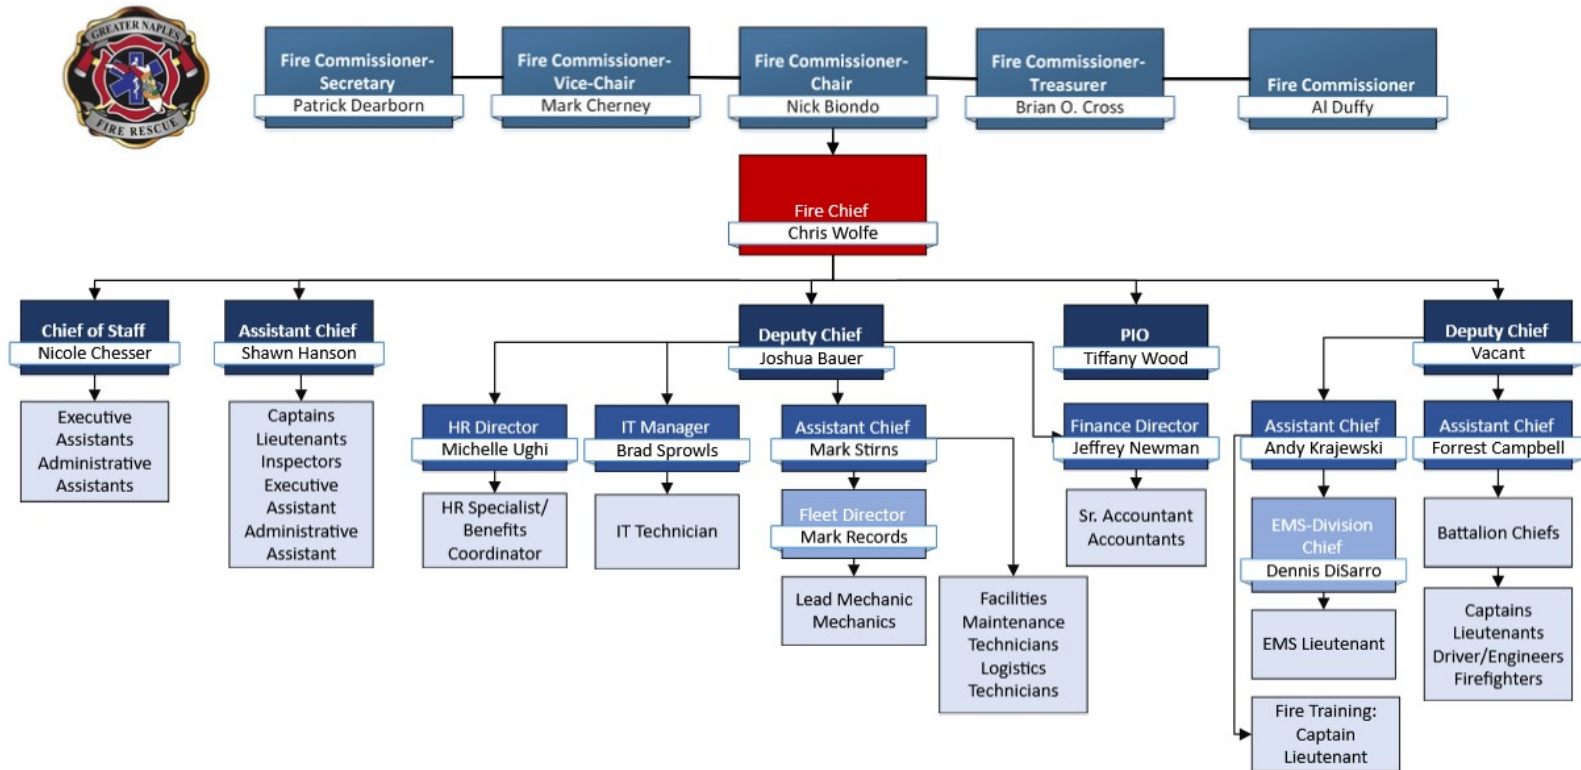 GREATER NAPLES
FIRE RESCUE
Fire Commissioner-
Secretary
Patrick Dearborn
Fire Commissioner-
Vice-Chair
Mark Cherney
Fire Commissioner-
Chair
Nick Biondo
Fire Commissioner-
Treasurer
Brian O. Cross
Fire Commissioner
Al Duffy
Fire Chief
Chris Wolfe
Chief of Staff
Nicole Chesser
Assistant Chief
Shawn Hanson
Deputy Chief
Joshua Bauer
PIO
Tiffany Wood
Deputy Chief
Vacant
Executive
Assistants
Administrative
Assistants
Captains
Lieutenants
Inspectors
Executive
Assistant
Administrative
Assistant
HR Director
Michelle Ughi
IT Manager
Brad Sprowls
Assistant Chief
Mark Stirns
Finance Director
Jeffrey Newman
Assistant Chief
Andy Krajewski
Assistant Chief
Forrest Campbell
HR Specialist/
Benefits
Coordinator
IT Technician
Fleet Director
Mark Records
Sr. Accountant
Accountants
EMS-Division
Chief
Dennis DiSarro
Battalion Chiefs
Lead Mechanic
Mechanics
Facilities
Maintenance
Technicians
Logistics
Technicians
EMS Lieutenant
Captains
Lieutenants
Driver/Engineers
Firefighters
Fire Training:
Captain
Lieutenant